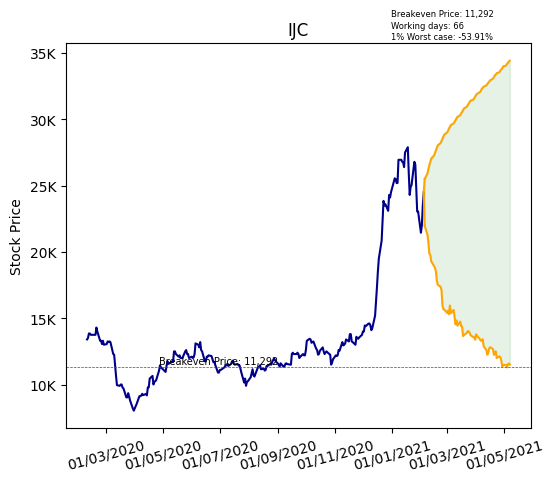 Breakeven Price: 11,292
Working days: 66
1% Worst case: -53.91%
IJC
35K
30K
25K
20K
15K
10K
Stock Price
Breakeven Price: 11,292
01/03/2020
01/05/2020
01/07/2020
01/09/2020
01/11/2020
01/01/2021
01/03/2021
01/05/2021